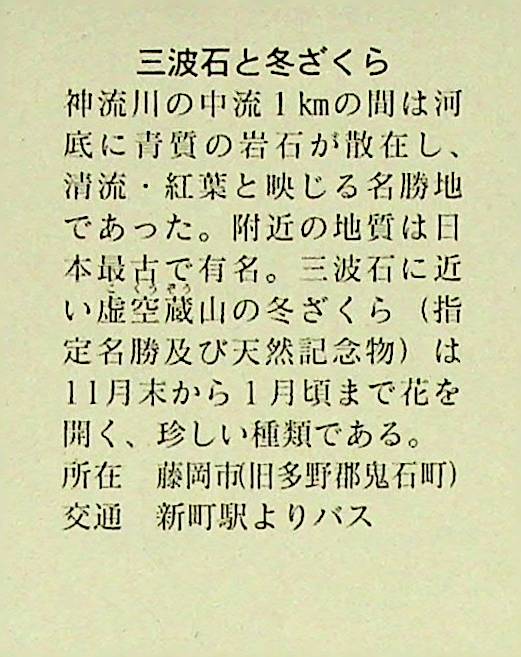 三波石と冬ざくら
神流川の中流1㎞の間は河
底に青質の岩石が散在し、
清流・紅葉と映じる名勝地
であった。附近の地質は日
本最古で有名。三波石に近
い虚空蔵山の冬ざくら（指
定名勝及び天然記念物）は
11月末から1月頃まで花を
開く、珍しい種類である。
所在　藤岡市(旧多野郡鬼石町)
交通　新町駅よりバス